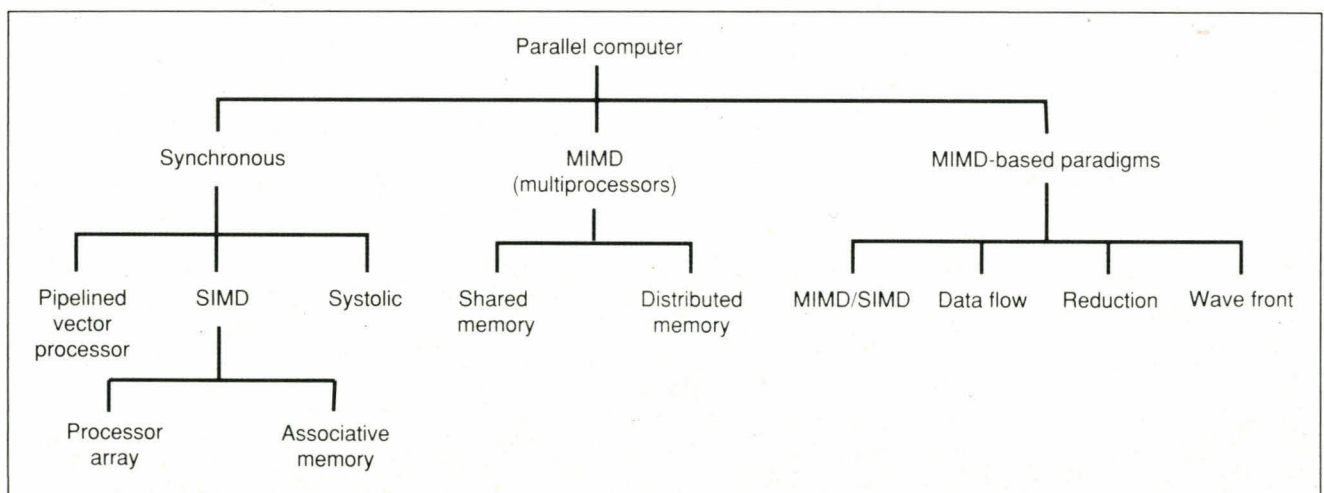 Parallel computer
Synchronous
MIMD
(multiprocessors)
MIMD-based paradigms
Pipelined
vector
processor
SIMD
Systolic
Shared
memory
Distributed
memory
MIMD/SIMD
Data flow
Reduction
Wave front
Processor
array
Associative
memory